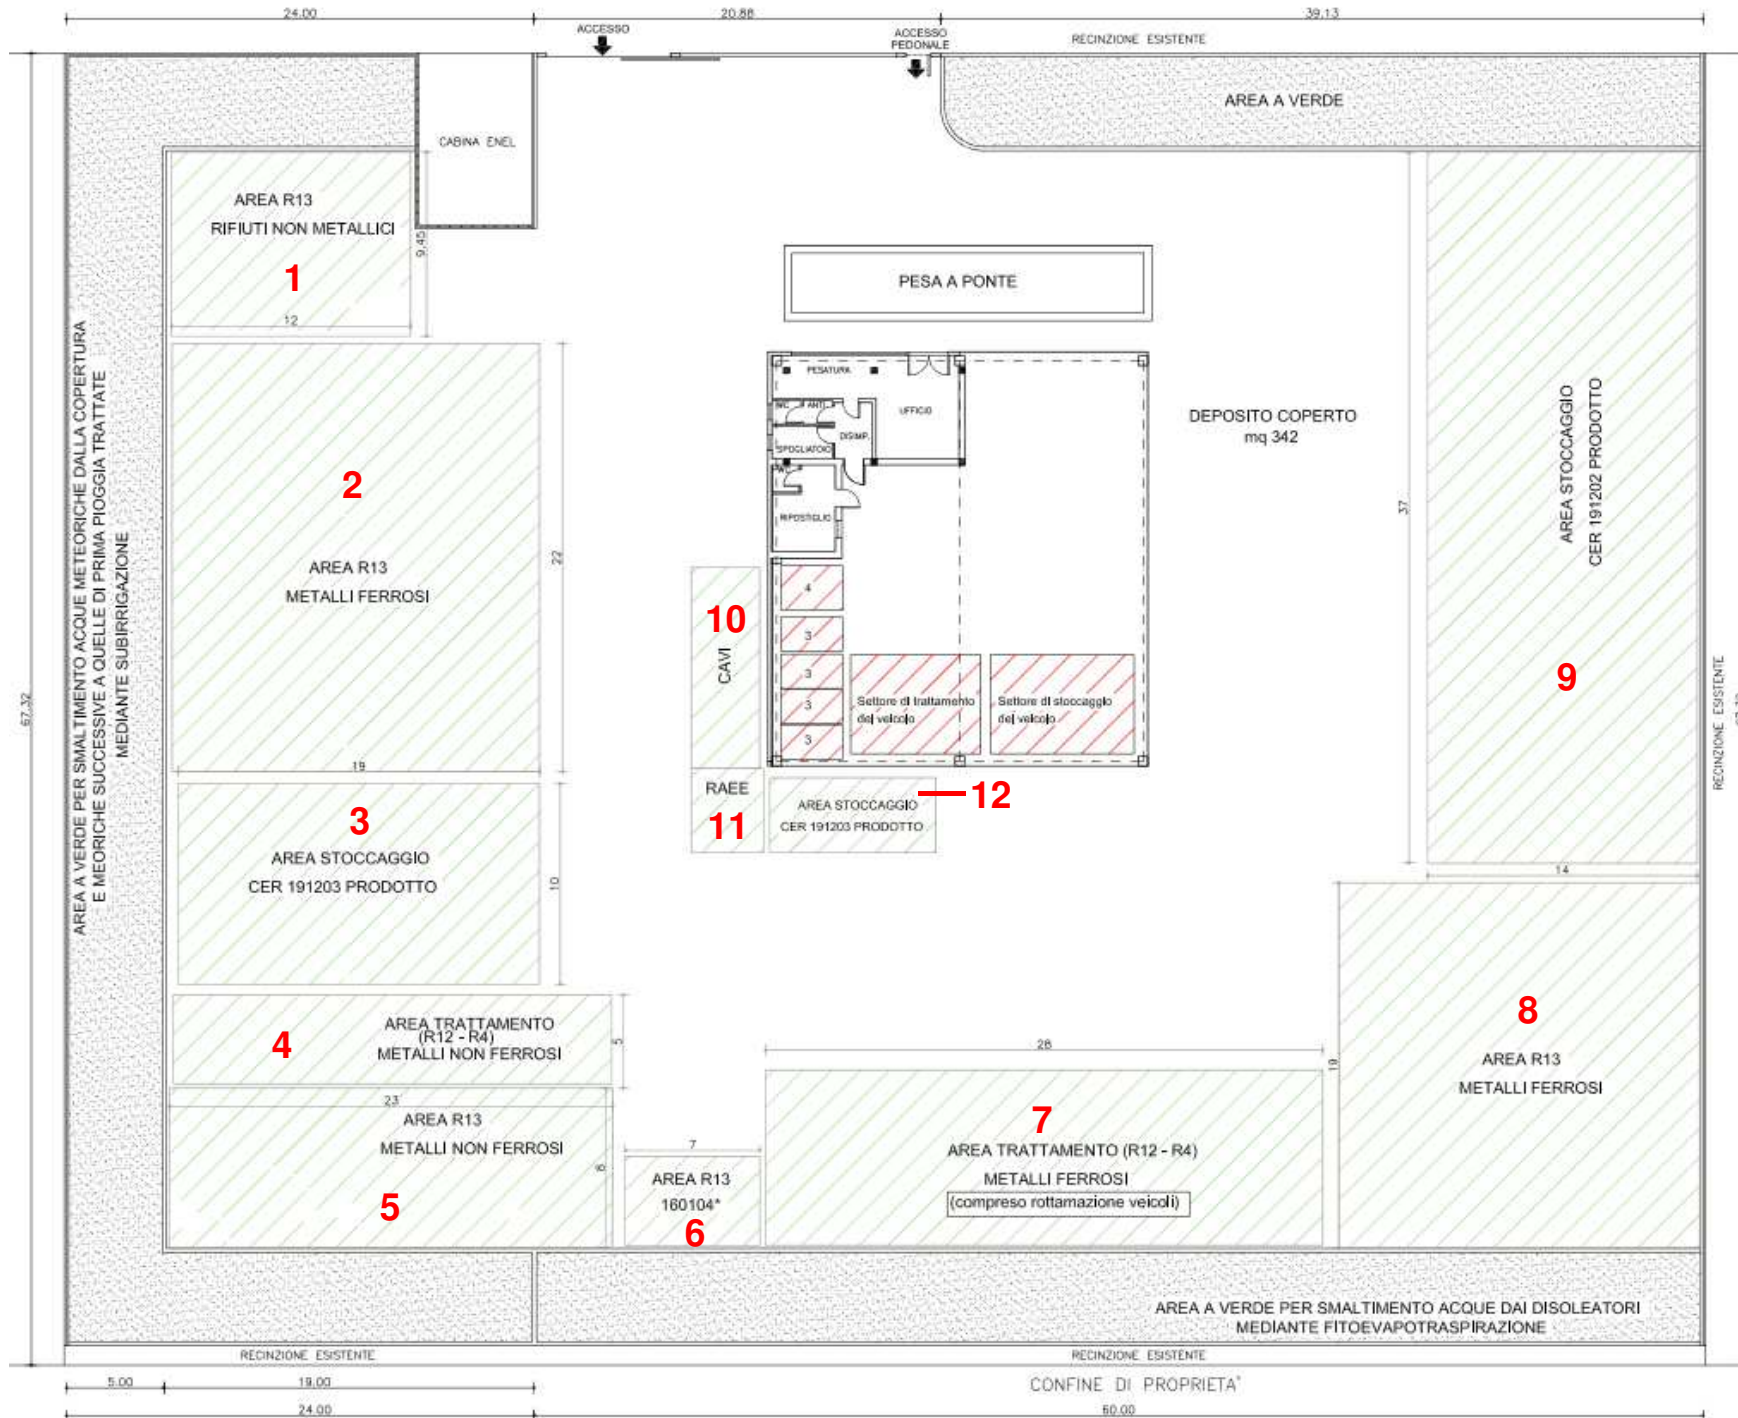 24.00
20.88
39.13
ACCESSO
ACCESSO
PEDONALE
RECINZIONE ESISTENTE
AREA A VERDE
CABINA ENEL
AREA R13
RIFIUTI NON METALLICI
1
9.45
12
PESA A PONTE
AREA A VERDE PER SMALTIMENTO ACQUE METEORICHE DALLA COPERTURA
E MEORICHE SUCCESSIVE A QUELLE DI PRIMA PIOGGIA TRATTATE
MEDIANTE SUBIRRIGAZIONE
67.32
2
AREA R13
METALLI FERROSI
22
19
PESATURA
UFFICIO
WC
ANTI
DISIMP.
SPOGLIATOIO
WC
RIPOSTIGLIO
DEPOSITO COPERTO
mq 342
37
AREA STOCCAGGIO
CER 191202 PRODOTTO
9
14
RECINZIONE ESISTENTE
10
CAVI
4
3
3
3
3
Settore di trattamento
del veicolo
Settore di stoccaggio
del veicolo
RAEE
11
12
AREA STOCCAGGIO
CER 191203 PRODOTTO
3
AREA STOCCAGGIO
CER 191203 PRODOTTO
10
4
AREA TRATTAMENTO
(R12 - R4)
METALLI NON FERROSI
5
23
AREA R13
METALLI NON FERROSI
8
5
7
AREA R13
160104*
6
28
7
AREA TRATTAMENTO (R12 - R4)
METALLI FERROSI
(compreso rottamazione veicoli)
19
8
AREA R13
METALLI FERROSI
AREA A VERDE PER SMALTIMENTO ACQUE DAI DISOLEATORI
MEDIANTE FITOEVAPOTRASPIRAZIONE
RECINZIONE ESISTENTE
RECINZIONE ESISTENTE
5.00
19.00
CONFINE DI PROPRIETA'
24.00
60.00